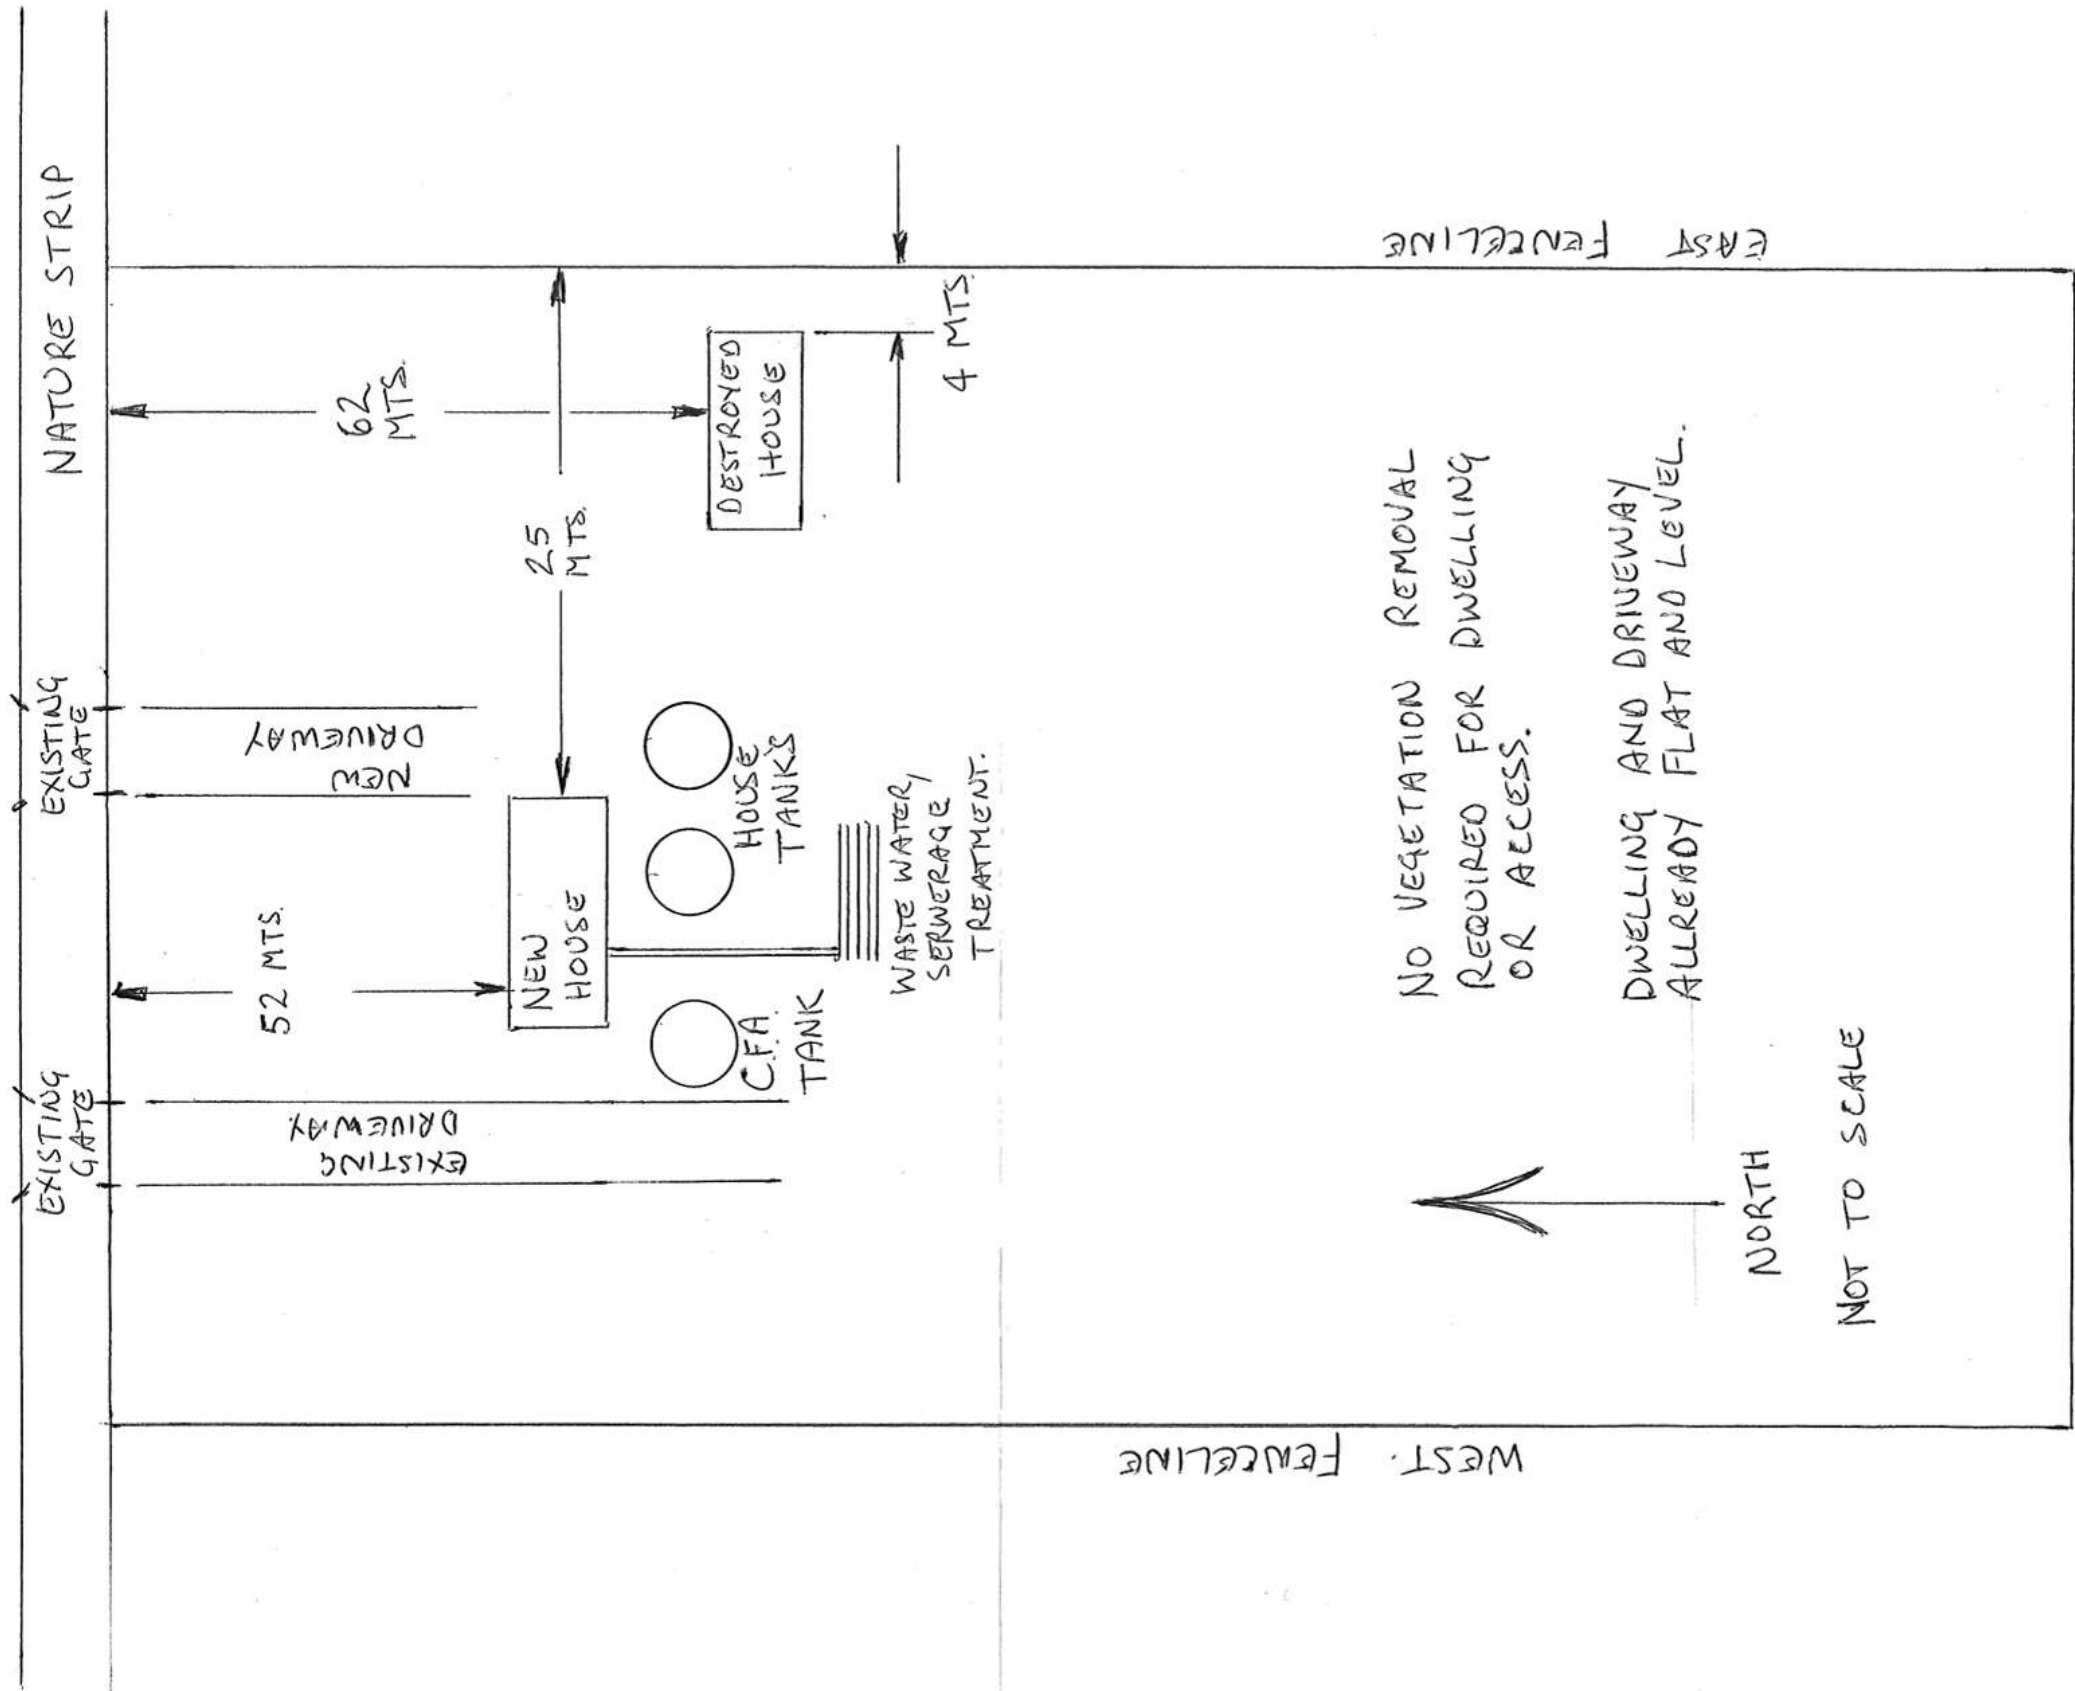 NATURE STRIP
EXISTING
GATE
EXISTING
GATE
EXISTING
DRIVEWAY.
NEW
DRIVEWAY
52 MTS.
62
MTS.
25
MTS.
NEW
HOUSE
DESTROYED
HOUSE
4 MTS.
C.F.A.
TANK
HOUSE
TANKS
WASTE WATER,
SERWERAGE,
TREATMENT.
WEST. FENCELINE
EAST FENCELINE
NO VEGETATION REMOVAL
REQUIRED FOR DWELLING
OR ACCESS.
DWELLING AND DRIVEWAY
ALLREADY FLAT AND LEVEL.
NORTH
NOT TO SCALE